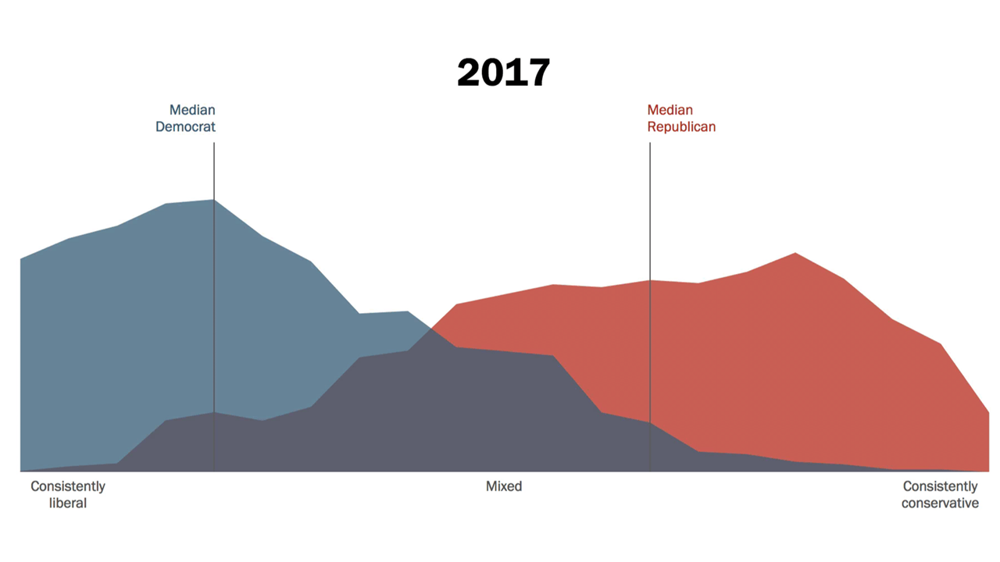 2017
Median
Democrat
Median
Republican
Consistently
liberal
Mixed
Consistently
conservative